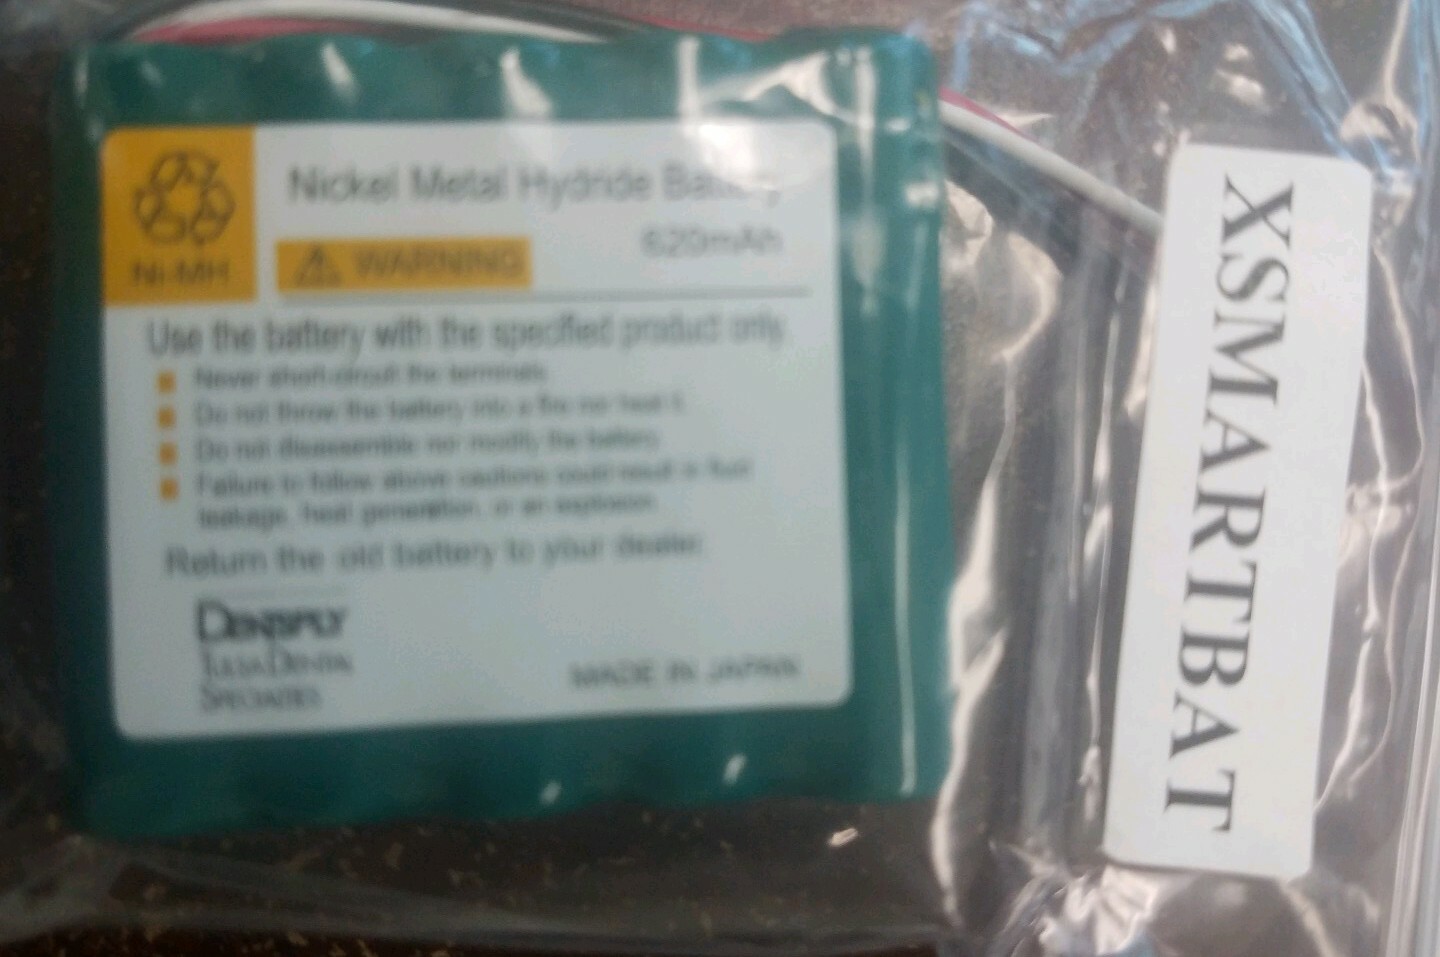 Nickel Metal Hydride Battery
620mAh
Ni-MH
WARNING
Use the battery with the specified product only.
Never short-circuit the terminals.
Do not throw the battery into a fire nor heat it.
Do not disassemble nor modify the battery.
Failure to follow above cautions could result in fluid
leakage, heat generation, or an explosion.
Return the old battery to your dealer.
DENTSPLY
TULSA DENTAL
SPECIALTIES
MADE IN JAPAN
XSMARTBAT